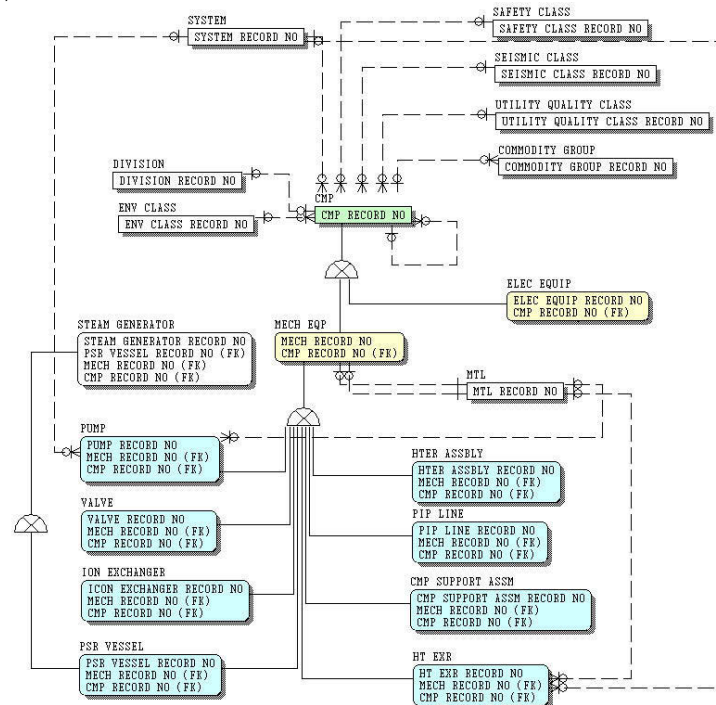 SYSTEM
SYSTEM RECORD NO
SAFETY CLASS
SAFETY CLASS RECORD NO
SEISMIC CLASS
SEISMIC CLASS RECORD NO
UTILITY QUALITY CLASS
UTILITY QUALITY CLASS RECORD NO
COMMODITY GROUP
COMMODITY GROUP RECORD NO
DIVISION
DIVISION RECORD NO
ENV CLASS
ENV CLASS RECORD NO
CMP
CMP RECORD NO
ELEC EQUIP
ELEC EQUIP RECORD NO
CMP RECORD NO (FK)
STEAM GENERATOR
STEAM GENERATOR RECORD NO
PSR VESSEL RECORD NO (FK)
MECH RECORD NO (FK)
CMP RECORD NO (FK)
MECH EQP
MECH RECORD NO
CMP RECORD NO (FK)
MTL
MTL RECORD NO
PUMP
PUMP RECORD NO
MECH RECORD NO (FK)
CMP RECORD NO (FK)
HTER ASSBLY
HTER ASSBLY RECORD NO
MECH RECORD NO (FK)
CMP RECORD NO (FK)
VALVE
VALVE RECORD NO
MECH RECORD NO (FK)
CMP RECORD NO (FK)
PIP LINE
PIP LINE RECORD NO
MECH RECORD NO (FK)
CMP RECORD NO (FK)
ION EXCHANGER
ICON EXCHANGER RECORD NO
MECH RECORD NO (FK)
CMP RECORD NO (FK)
CMP SUPPORT ASSM
CMP SUPPORT ASSM RECORD NO
MECH RECORD NO (FK)
CMP RECORD NO (FK)
PSR VESSEL
PSR VESSEL RECORD NO
MECH RECORD NO (FK)
CMP RECORD NO (FK)
HT EXR
HT EXR RECORD NO
MECH RECORD NO (FK)
CMP RECORD NO (FK)